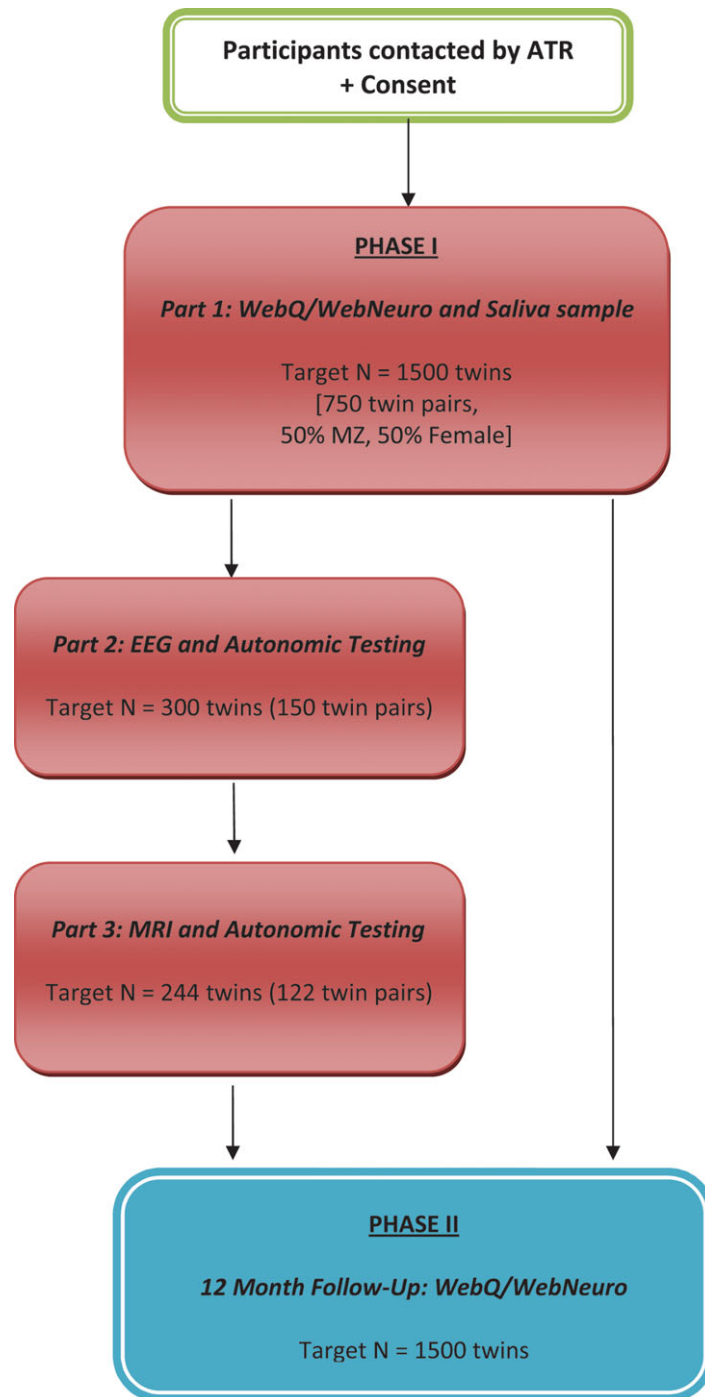 Participants contacted by ATR
+ Consent
PHASE I
Part 1: WebQ/WebNeuro and Saliva sample
Target N = 1500 twins
[750 twin pairs,
50% MZ, 50% Female]
Part 2: EEG and Autonomic Testing
Target N = 300 twins (150 twin pairs)
Part 3: MRI and Autonomic Testing
Target N = 244 twins (122 twin pairs)
PHASE II
12 Month Follow-Up: WebQ/WebNeuro
Target N = 1500 twins